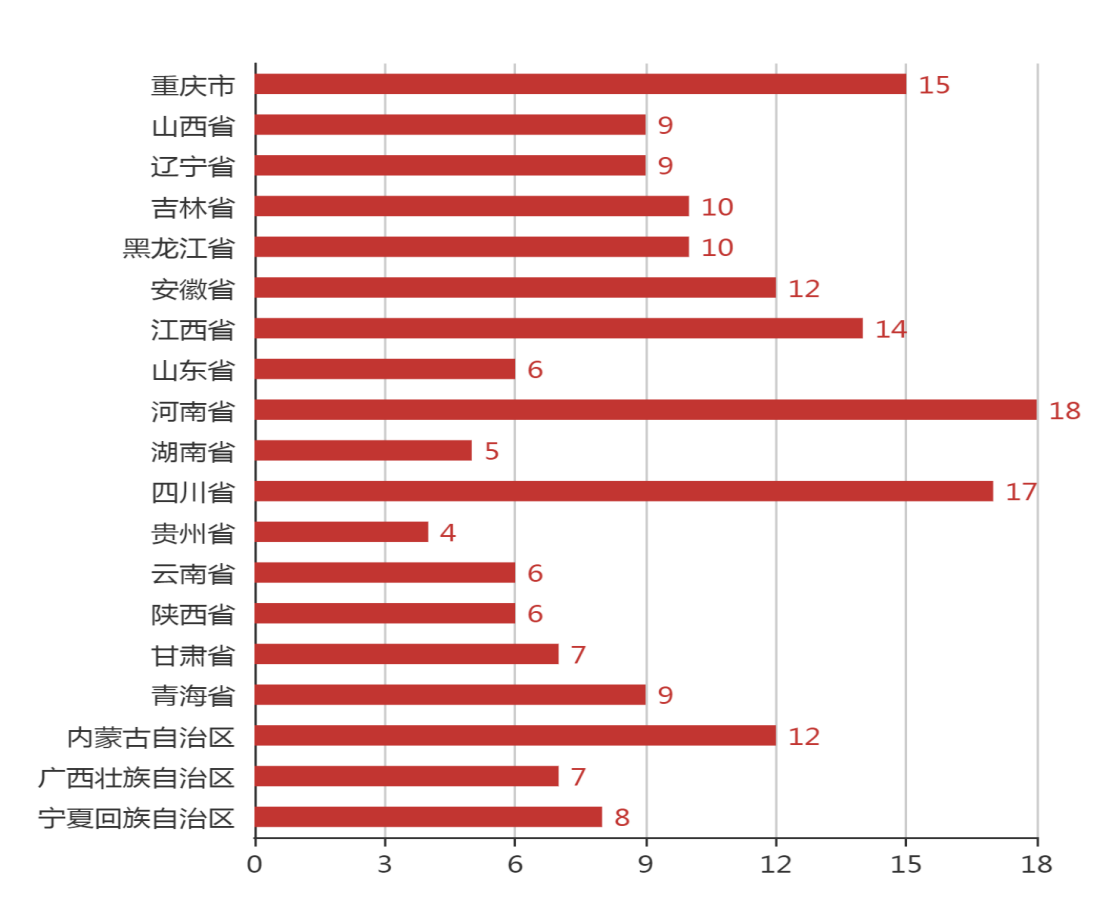 重庆市 15
山西省 9
辽宁省 9
吉林省 10
黑龙江省 10
安徽省 12
江西省 14
山东省 6
河南省 18
湖南省 5
四川省 17
贵州省 4
云南省 6
陕西省 6
甘肃省 7
青海省 9
内蒙古自治区 12
广西壮族自治区 7
宁夏回族自治区 8
0 3 6 9 12 15 18